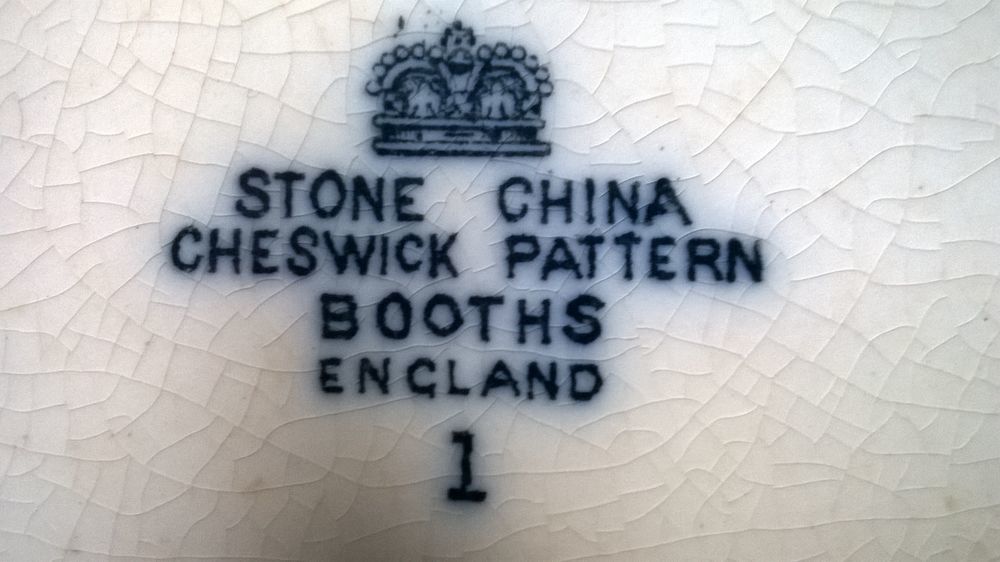 STONE CHINA
CHESWICK PATTERN
BOOTHS
ENGLAND
1